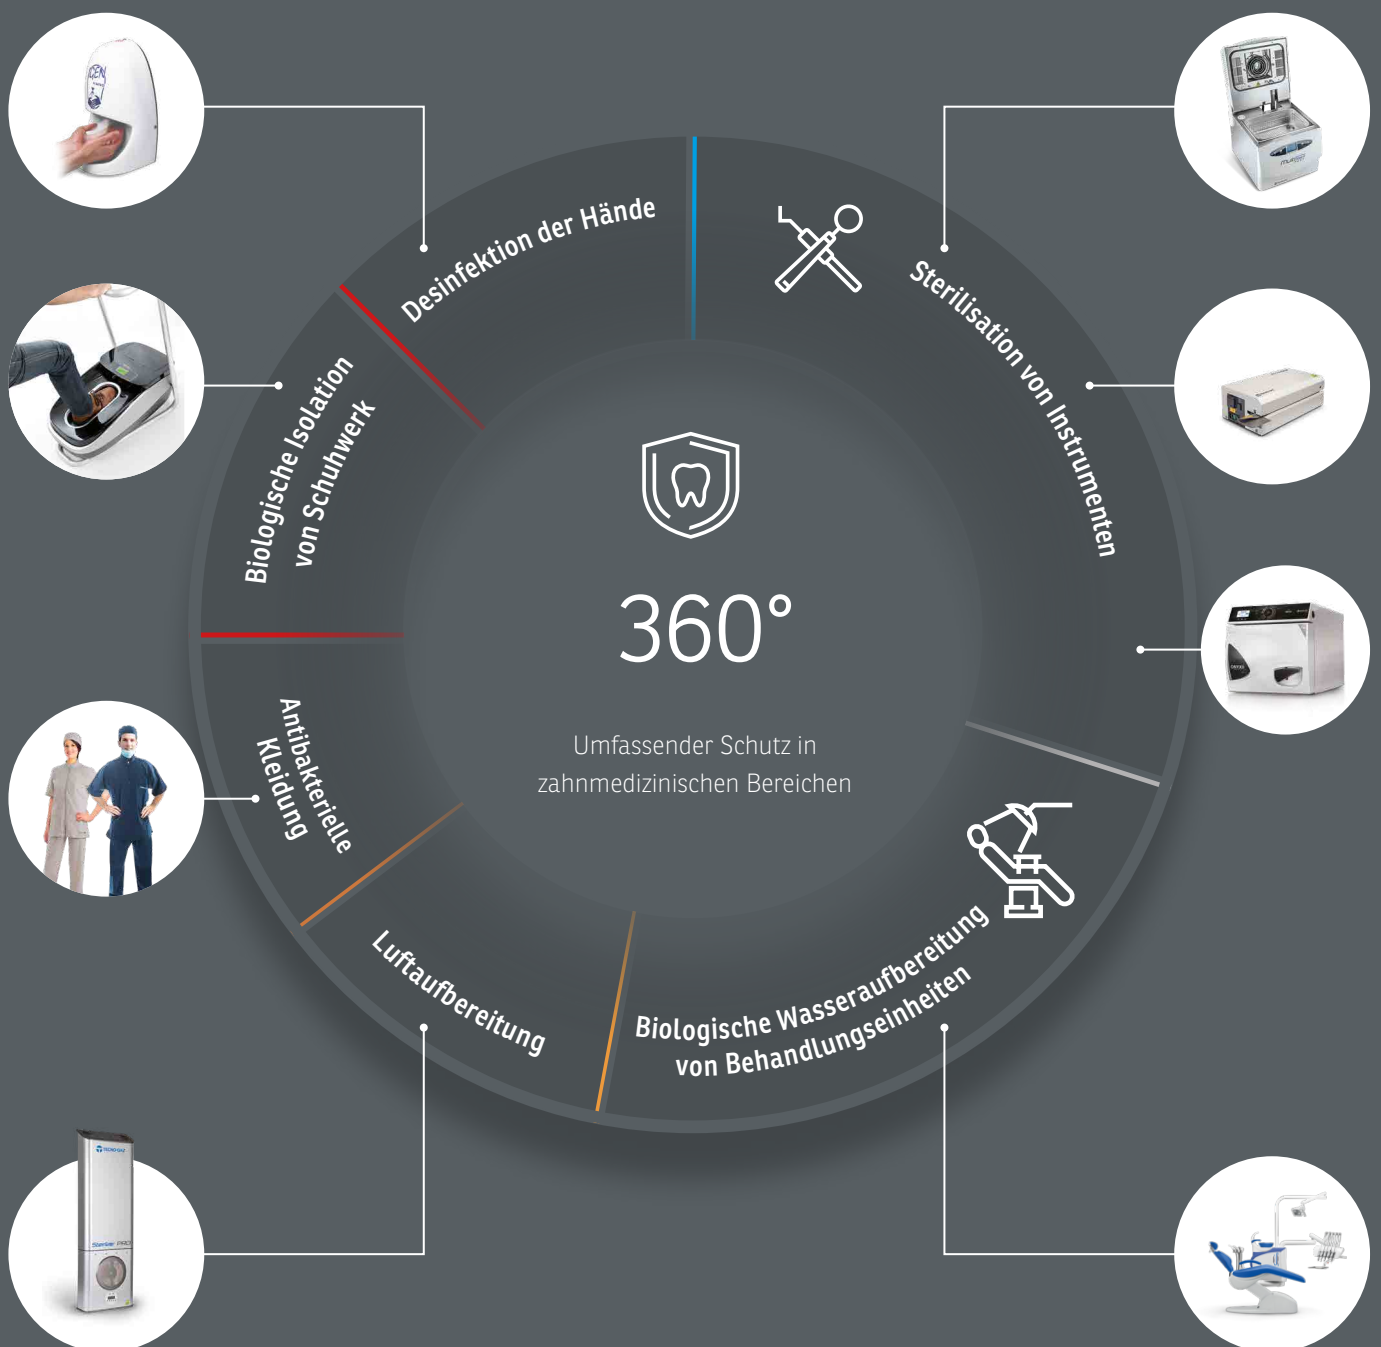 Desinfektion der Hände
Sterilisation von Instrumenten
Biologische Isolation
von Schuhwerk
360°
Umfassender Schutz in
zahnmedizinischen Bereichen
Antibakterielle
Kleidung
Luftaufbereitung
Biologische Wasseraufbereitung
von Behandlungseinheiten
PRO